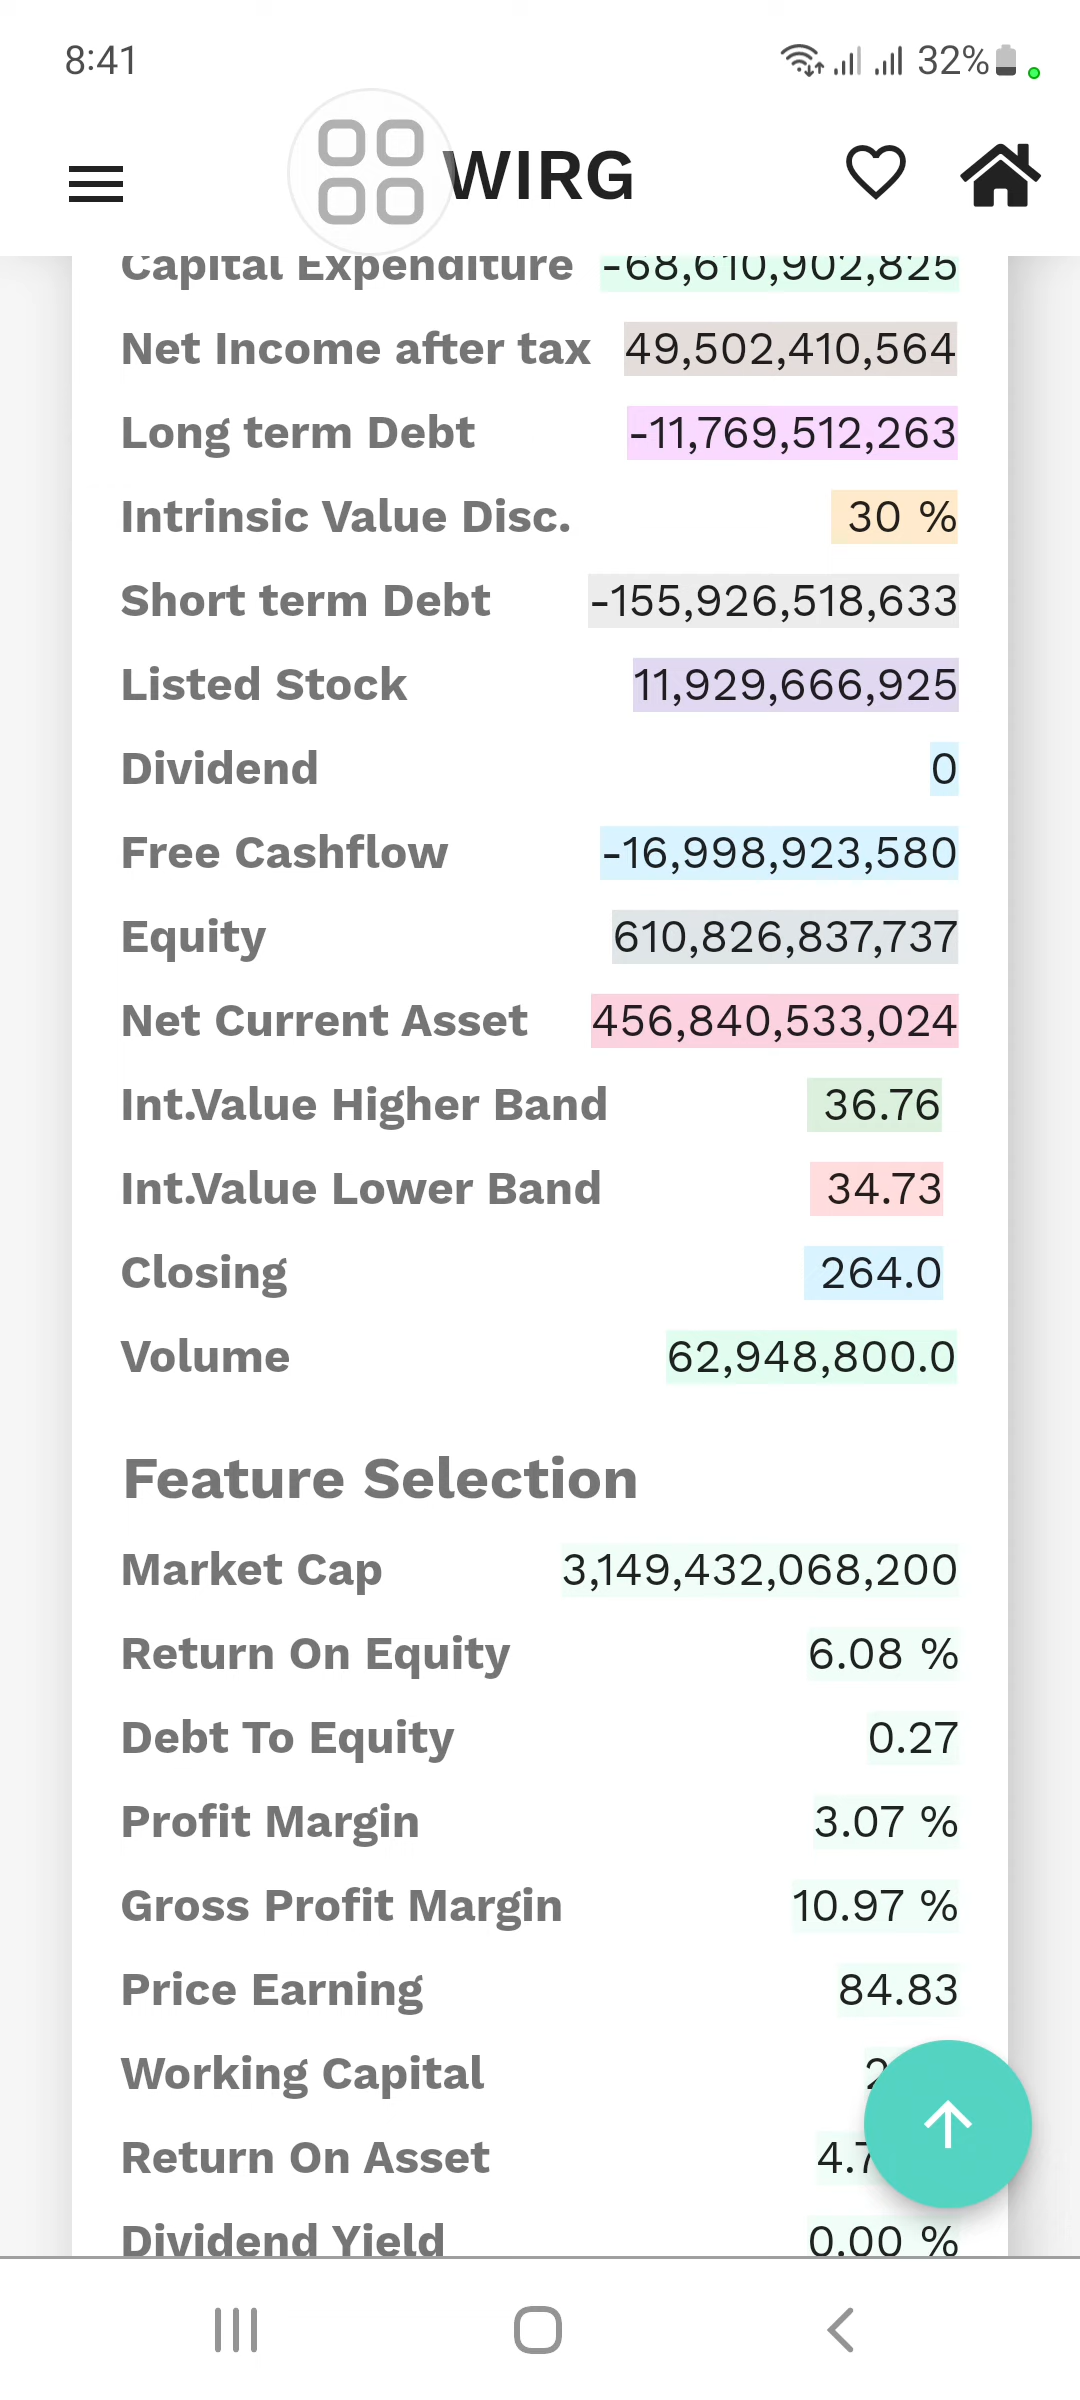 8:41
32%
WIRG
Capital Expenditure -68,610,902,825
Net Income after tax 49,502,410,564
Long term Debt -11,769,512,263
Intrinsic Value Disc. 30 %
Short term Debt -155,926,518,633
Listed Stock 11,929,666,925
Dividend 0
Free Cashflow -16,998,923,580
Equity 610,826,837,737
Net Current Asset 456,840,533,024
Int.Value Higher Band 36.76
Int.Value Lower Band 34.73
Closing 264.0
Volume 62,948,800.0
Feature Selection
Market Cap 3,149,432,068,200
Return On Equity 6.08 %
Debt To Equity 0.27
Profit Margin 3.07 %
Gross Profit Margin 10.97 %
Price Earning 84.83
Working Capital
Return On Asset
Dividend Yield 0.00 %